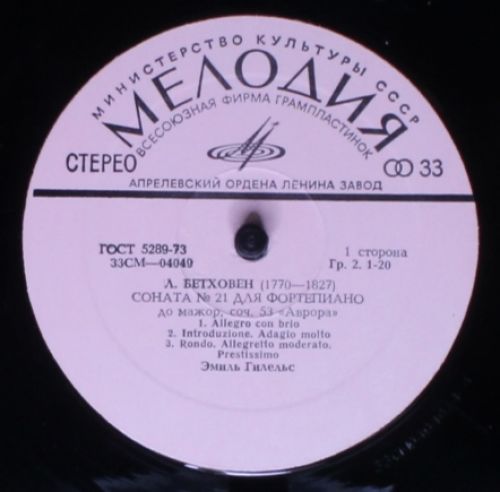 МИНИСТЕРСТВО КУЛЬТУРЫ СССР
МЕЛОДИЯ
ВСЕСОЮЗНАЯ ФИРМА ГРАМПЛАСТИНОК
СТЕРЕО 33
АПРЕЛЕВСКИЙ ОРДЕНА ЛЕНИНА ЗАВОД
ГОСТ 5289-73 1 сторона
33СМ—04049 Гр. 2. 1-20
Л. БЕТХОВЕН (1770—1827)
СОНАТА № 21 ДЛЯ ФОРТЕПИАНО
до мажор, соч. 53 «Аврора»
1. Allegro con brio
2. Introduzione. Adagio molto
3. Rondo. Allegretto moderato.
Prestissimo
Эмиль Гилельс